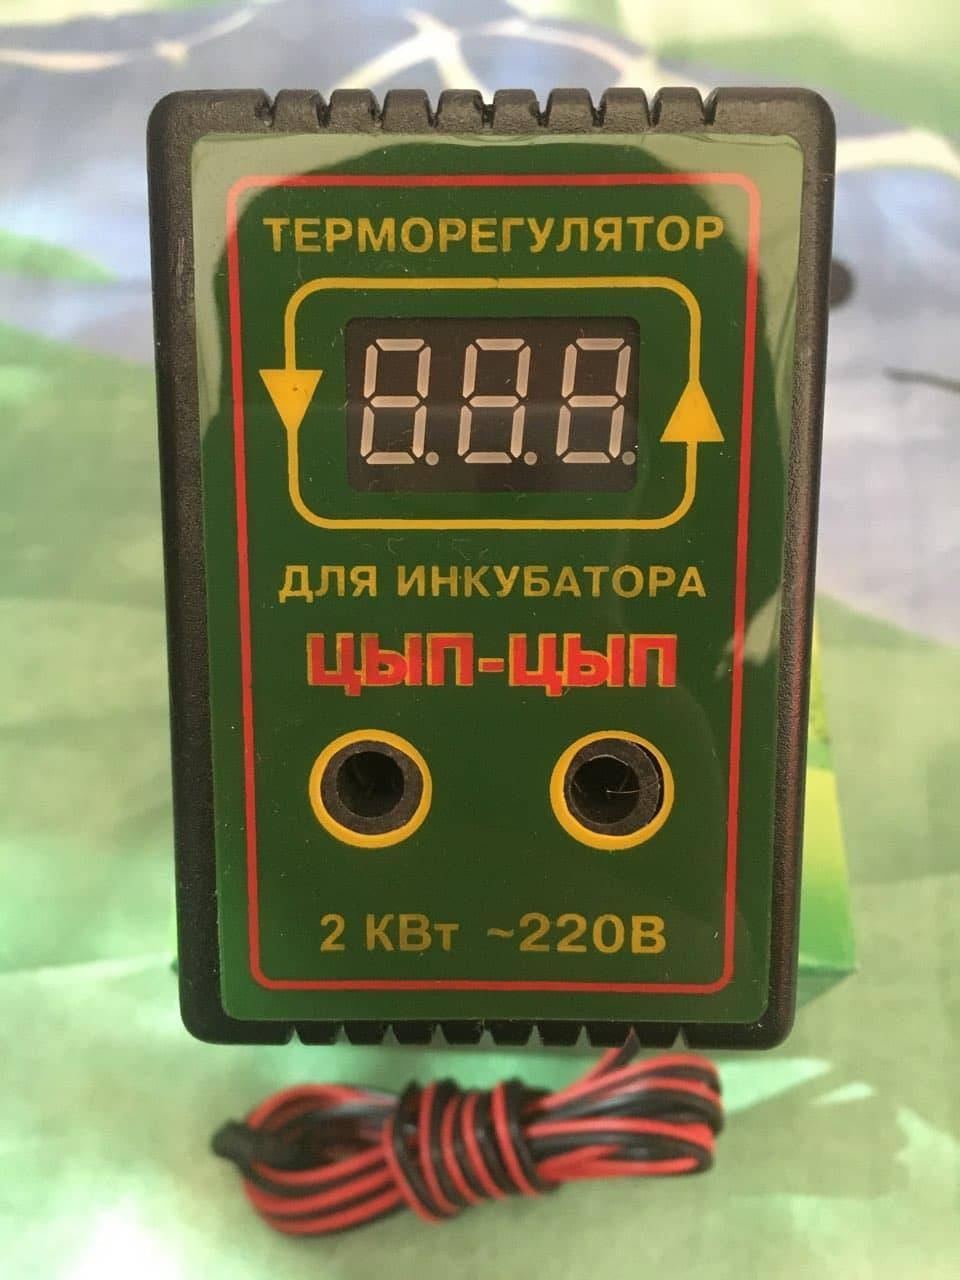 ТЕРМОРЕГУЛЯТОР
ДЛЯ ИНКУБАТОРА
ЦЫП-ЦЫП
2 КВт ~220В